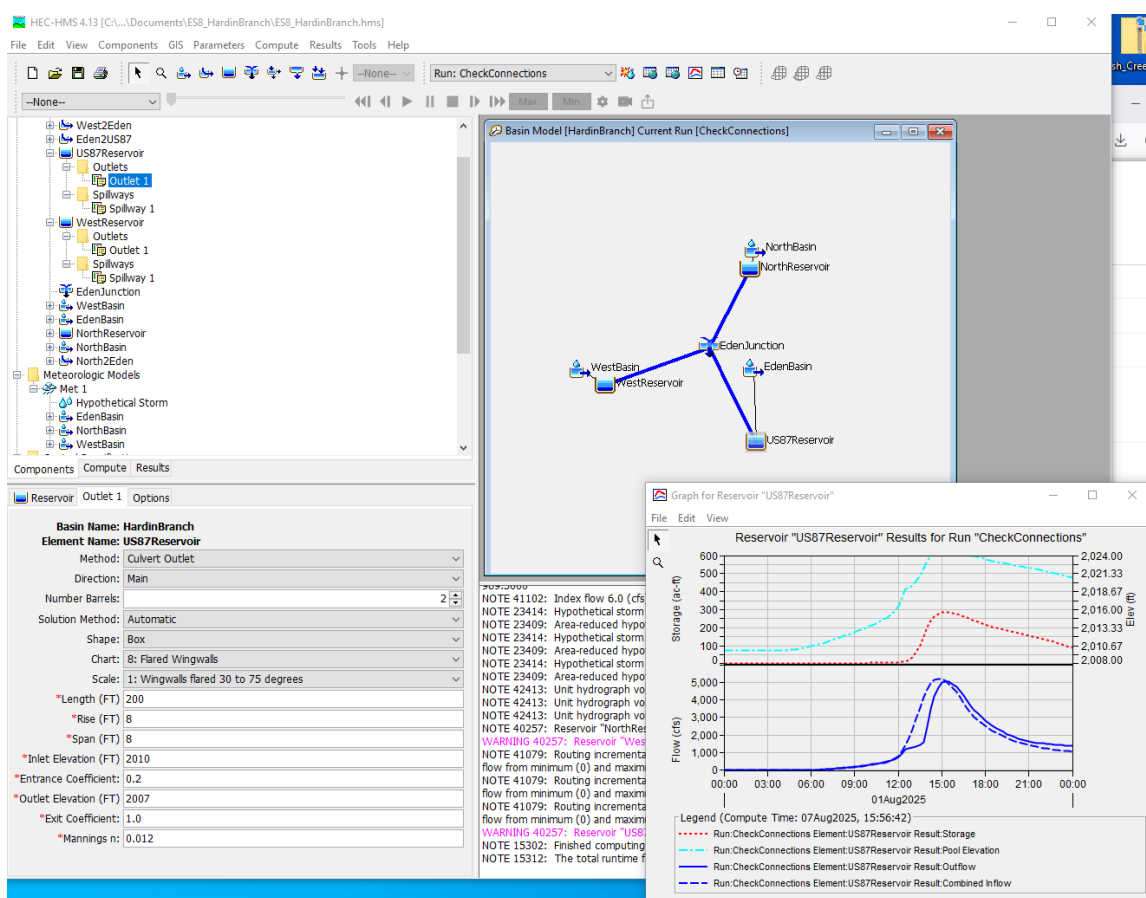 HEC-HMS 4.13 [C:\...\Documents\ES8_HardinBranch\ES8_HardinBranch.hms]
File Edit View Components GIS Parameters Compute Results Tools Help
--None--
Run: CheckConnections
--None--
Max
Min
sh_Cree
West2Eden
Eden2US87
US87Reservoir
Outlets
Outlet 1
Spillways
Spillway 1
WestReservoir
Outlets
Outlet 1
Spillways
Spillway 1
EdenJunction
WestBasin
EdenBasin
NorthReservoir
NorthBasin
North2Eden
Meteorologic Models
Met 1
Hypothetical Storm
EdenBasin
NorthBasin
WestBasin
Components Compute Results
Basin Model [HardinBranch] Current Run [CheckConnections]
NorthBasin
NorthReservoir
EdenJunction
WestBasin
WestReservoir
EdenBasin
US87Reservoir
Reservoir Outlet 1 Options
Basin Name: HardinBranch
Element Name: US87Reservoir
Method: Culvert Outlet
Direction: Main
Number Barrels: 2
Solution Method: Automatic
Shape: Box
Chart: 8: Flared Wingwalls
Scale: 1: Wingwalls flared 30 to 75 degrees
*Length (FT) 200
*Rise (FT) 8
*Span (FT) 8
*Inlet Elevation (FT) 2010
*Entrance Coefficient: 0.2
*Outlet Elevation (FT) 2007
*Exit Coefficient: 1.0
*Mannings n: 0.012
NOTE 41102: Index flow 6.0 (cfs
NOTE 23414: Hypothetical storm
NOTE 23409: Area-reduced hypo
NOTE 23414: Hypothetical storm
NOTE 23409: Area-reduced hypo
NOTE 23414: Hypothetical storm
NOTE 23409: Area-reduced hypo
NOTE 42413: Unit hydrograph vo
NOTE 42413: Unit hydrograph vo
NOTE 42413: Unit hydrograph vo
NOTE 40257: Reservoir "NorthRes
WARNING 40257: Reservoir "Wes
NOTE 41079: Routing incrementa
flow from minimum (0) and maxim
NOTE 41079: Routing incrementa
flow from minimum (0) and maxim
NOTE 41079: Routing incrementa
flow from minimum (0) and maxim
WARNING 40257: Reservoir "US8
NOTE 15302: Finished computing
NOTE 15312: The total runtime f
Graph for Reservoir "US87Reservoir"
File Edit View
Reservoir "US87Reservoir" Results for Run "CheckConnections"
Storage (ac-ft)
600
500
400
300
200
100
0
2,024.00
2,021.33
2,018.67
2,016.00
2,013.33
2,010.67
2,008.00
Elev (ft)
Flow (cfs)
5,000
4,000
3,000
2,000
1,000
0
00:00 03:00 06:00 09:00 12:00 15:00 18:00 21:00 00:00
01Aug2025
Legend (Compute Time: 07Aug2025, 15:56:42)
Run:CheckConnections Element:US87Reservoir Result:Storage
Run:CheckConnections Element:US87Reservoir Result:Pool Elevation
Run:CheckConnections Element:US87Reservoir Result:Outflow
Run:CheckConnections Element:US87Reservoir Result:Combined Inflow